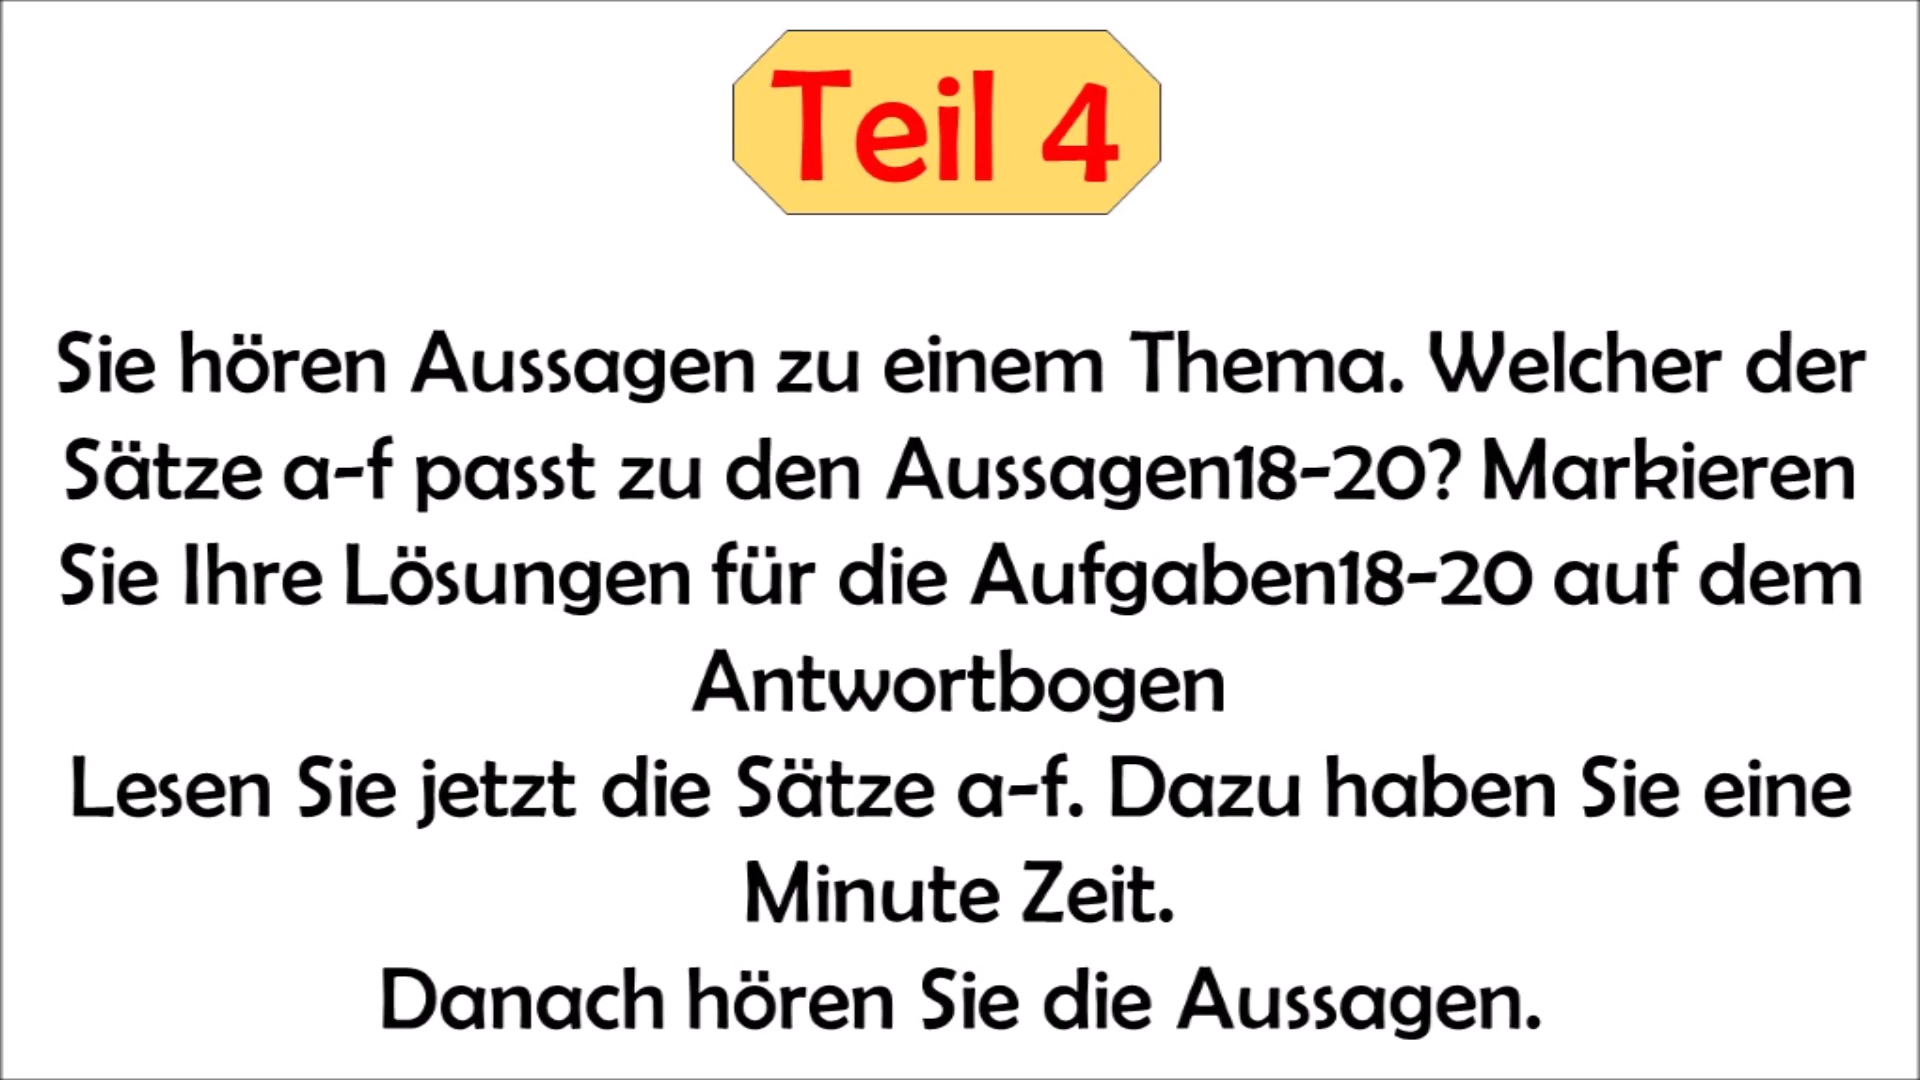 Teil 4
Sie hören Aussagen zu einem Thema. Welcher der
Sätze a-f passt zu den Aussagen18-20? Markieren
Sie Ihre Lösungen für die Aufgaben18-20 auf dem
Antwortbogen
Lesen Sie jetzt die Sätze a-f. Dazu haben Sie eine
Minute Zeit.
Danach hören Sie die Aussagen.